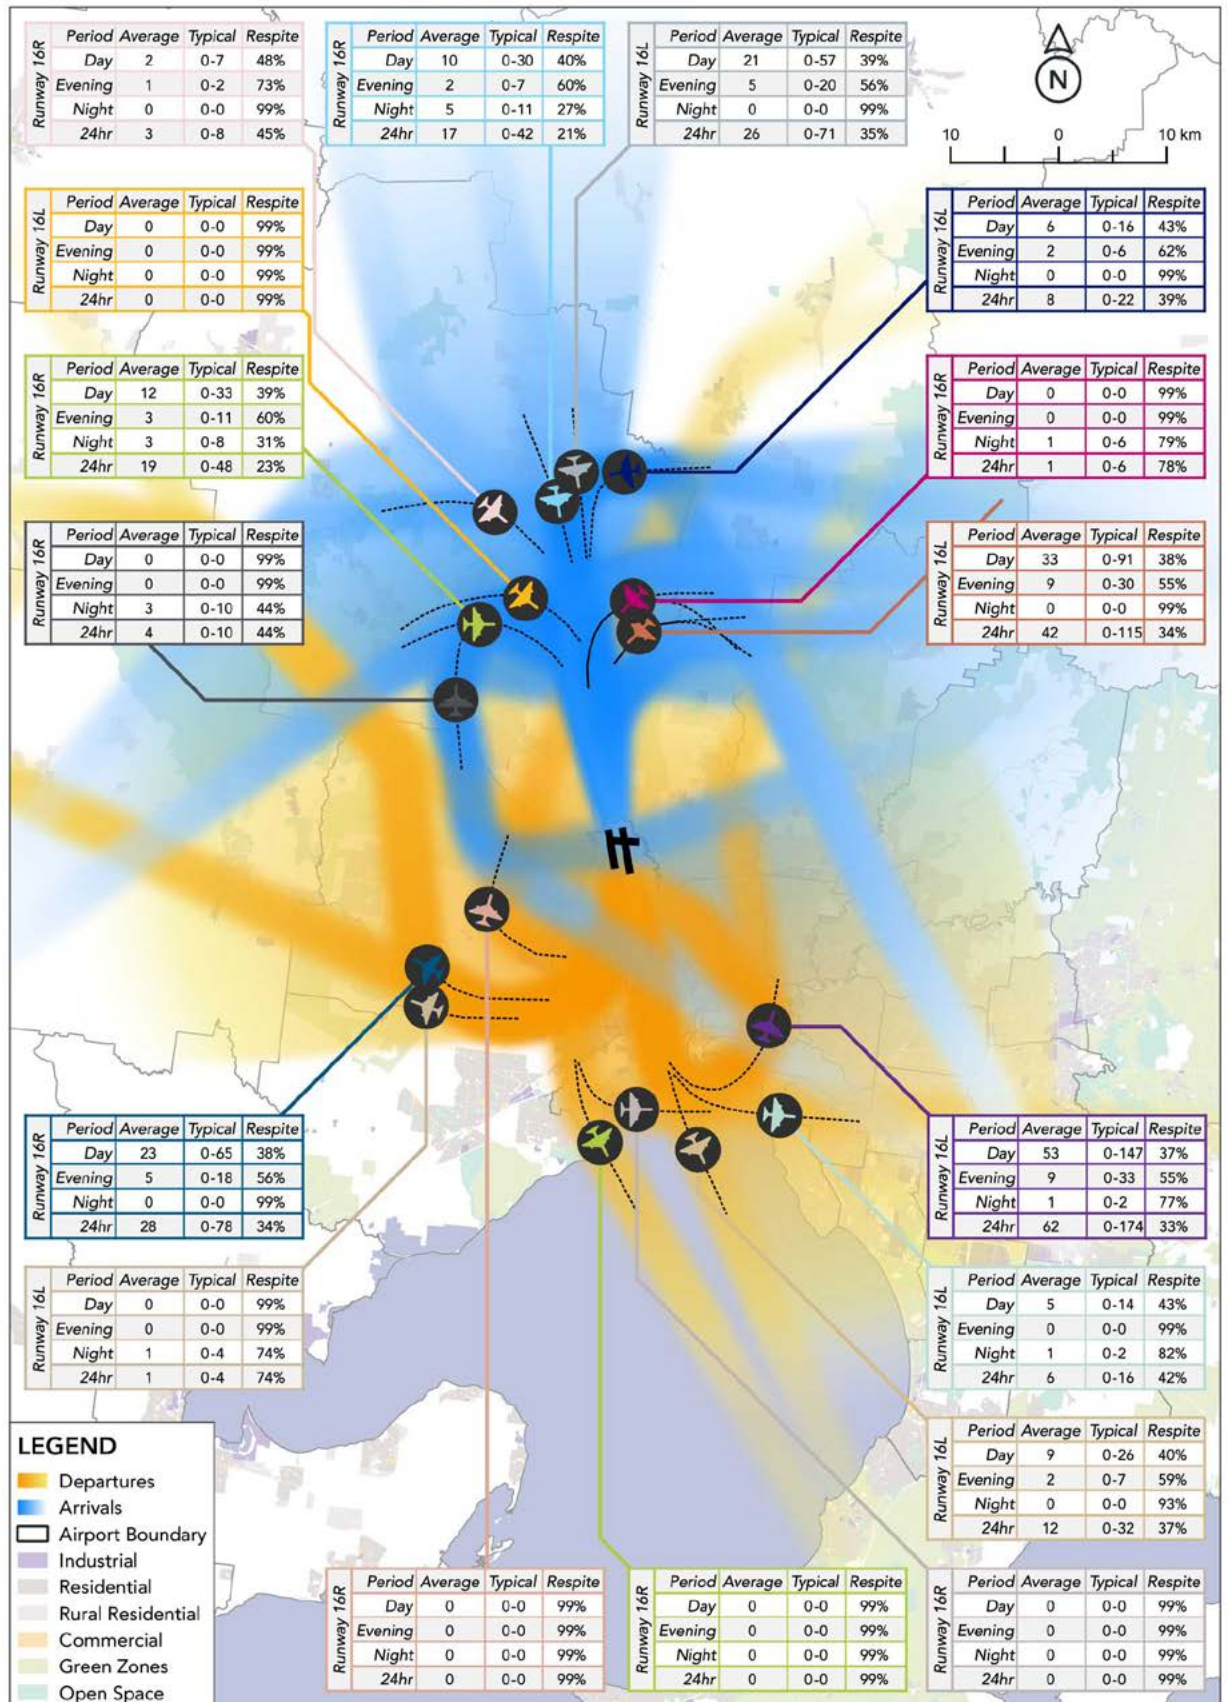 Runway 16R
Period Average Typical Respite
Day 2 0-7 48%
Evening 1 0-2 73%
Night 0 0-0 99%
24hr 3 0-8 45%
Runway 16R
Period Average Typical Respite
Day 10 0-30 40%
Evening 2 0-7 60%
Night 5 0-11 27%
24hr 17 0-42 21%
Runway 16L
Period Average Typical Respite
Day 21 0-57 39%
Evening 5 0-20 56%
Night 0 0-0 99%
24hr 26 0-71 35%
N
10 0 10 km
Runway 16L
Period Average Typical Respite
Day 0 0-0 99%
Evening 0 0-0 99%
Night 0 0-0 99%
24hr 0 0-0 99%
Runway 16L
Period Average Typical Respite
Day 6 0-16 43%
Evening 2 0-6 62%
Night 0 0-0 99%
24hr 8 0-22 39%
Runway 16R
Period Average Typical Respite
Day 12 0-33 39%
Evening 3 0-11 60%
Night 3 0-8 31%
24hr 19 0-48 23%
Runway 16R
Period Average Typical Respite
Day 0 0-0 99%
Evening 0 0-0 99%
Night 1 0-6 79%
24hr 1 0-6 78%
Runway 16R
Period Average Typical Respite
Day 0 0-0 99%
Evening 0 0-0 99%
Night 3 0-10 44%
24hr 4 0-10 44%
Runway 16L
Period Average Typical Respite
Day 33 0-91 38%
Evening 9 0-30 55%
Night 0 0-0 99%
24hr 42 0-115 34%
Runway 16R
Period Average Typical Respite
Day 23 0-65 38%
Evening 5 0-18 56%
Night 0 0-0 99%
24hr 28 0-78 34%
Runway 16L
Period Average Typical Respite
Day 53 0-147 37%
Evening 9 0-33 55%
Night 1 0-2 77%
24hr 62 0-174 33%
Runway 16L
Period Average Typical Respite
Day 0 0-0 99%
Evening 0 0-0 99%
Night 1 0-4 74%
24hr 1 0-4 74%
Runway 16L
Period Average Typical Respite
Day 5 0-14 43%
Evening 0 0-0 99%
Night 1 0-2 82%
24hr 6 0-16 42%
Runway 16L
Period Average Typical Respite
Day 9 0-26 40%
Evening 2 0-7 59%
Night 0 0-0 93%
24hr 12 0-32 37%
LEGEND
Departures
Arrivals
Airport Boundary
Industrial
Residential
Rural Residential
Commercial
Green Zones
Open Space
Runway 16R
Period Average Typical Respite
Day 0 0-0 99%
Evening 0 0-0 99%
Night 0 0-0 99%
24hr 0 0-0 99%
Runway 16R
Period Average Typical Respite
Day 0 0-0 99%
Evening 0 0-0 99%
Night 0 0-0 99%
24hr 0 0-0 99%
Runway 16R
Period Average Typical Respite
Day 0 0-0 99%
Evening 0 0-0 99%
Night 0 0-0 99%
24hr 0 0-0 99%